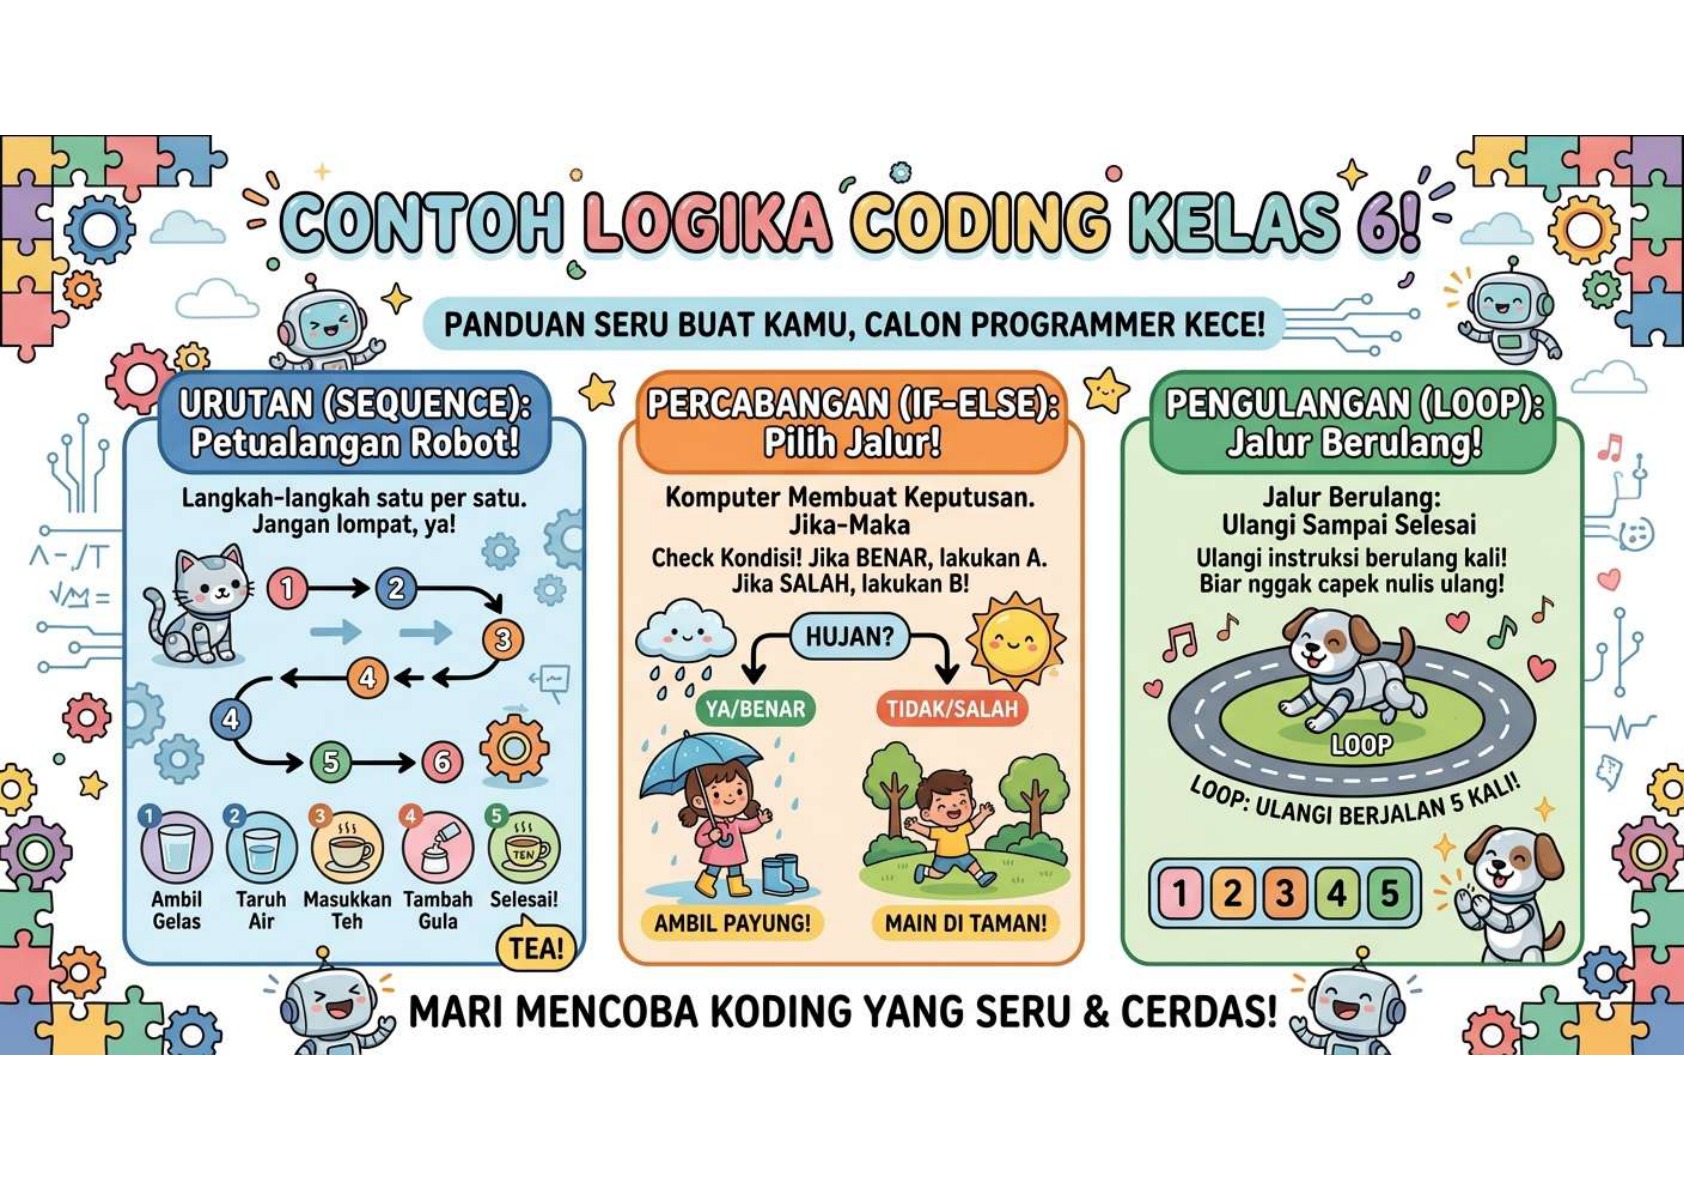 CONTOH LOGIKA CODING KELAS 6!
PANDUAN SERU BUAT KAMU, CALON PROGRAMMER KECE!
URUTAN (SEQUENCE):
Petualangan Robot!
Langkah-langkah satu per satu.
Jangan lompat, ya!
1
2
3
4
4
5
6
1
2
3
4
5
TEN
Ambil
Gelas
Taruh
Air
Masukkan
Teh
Tambah
Gula
Selesai!
TEA!
PERCABANGAN (IF-ELSE):
Pilih Jalur!
Komputer Membuat Keputusan.
Jika-Maka
Check Kondisi! Jika BENAR, lakukan A.
Jika SALAH, lakukan B!
HUJAN?
YA/BENAR
TIDAK/SALAH
AMBIL PAYUNG!
MAIN DI TAMAN!
PENGULANGAN (LOOP):
Jalur Berulang!
Jalur Berulang:
Ulangi Sampai Selesai
Ulangi instruksi berulang kali!
Biar nggak capek nulis ulang!
LOOP
LOOP: ULANGI BERJALAN 5 KALI!
1 2 3 4 5
MARI MENCOBA KODING YANG SERU & CERDAS!